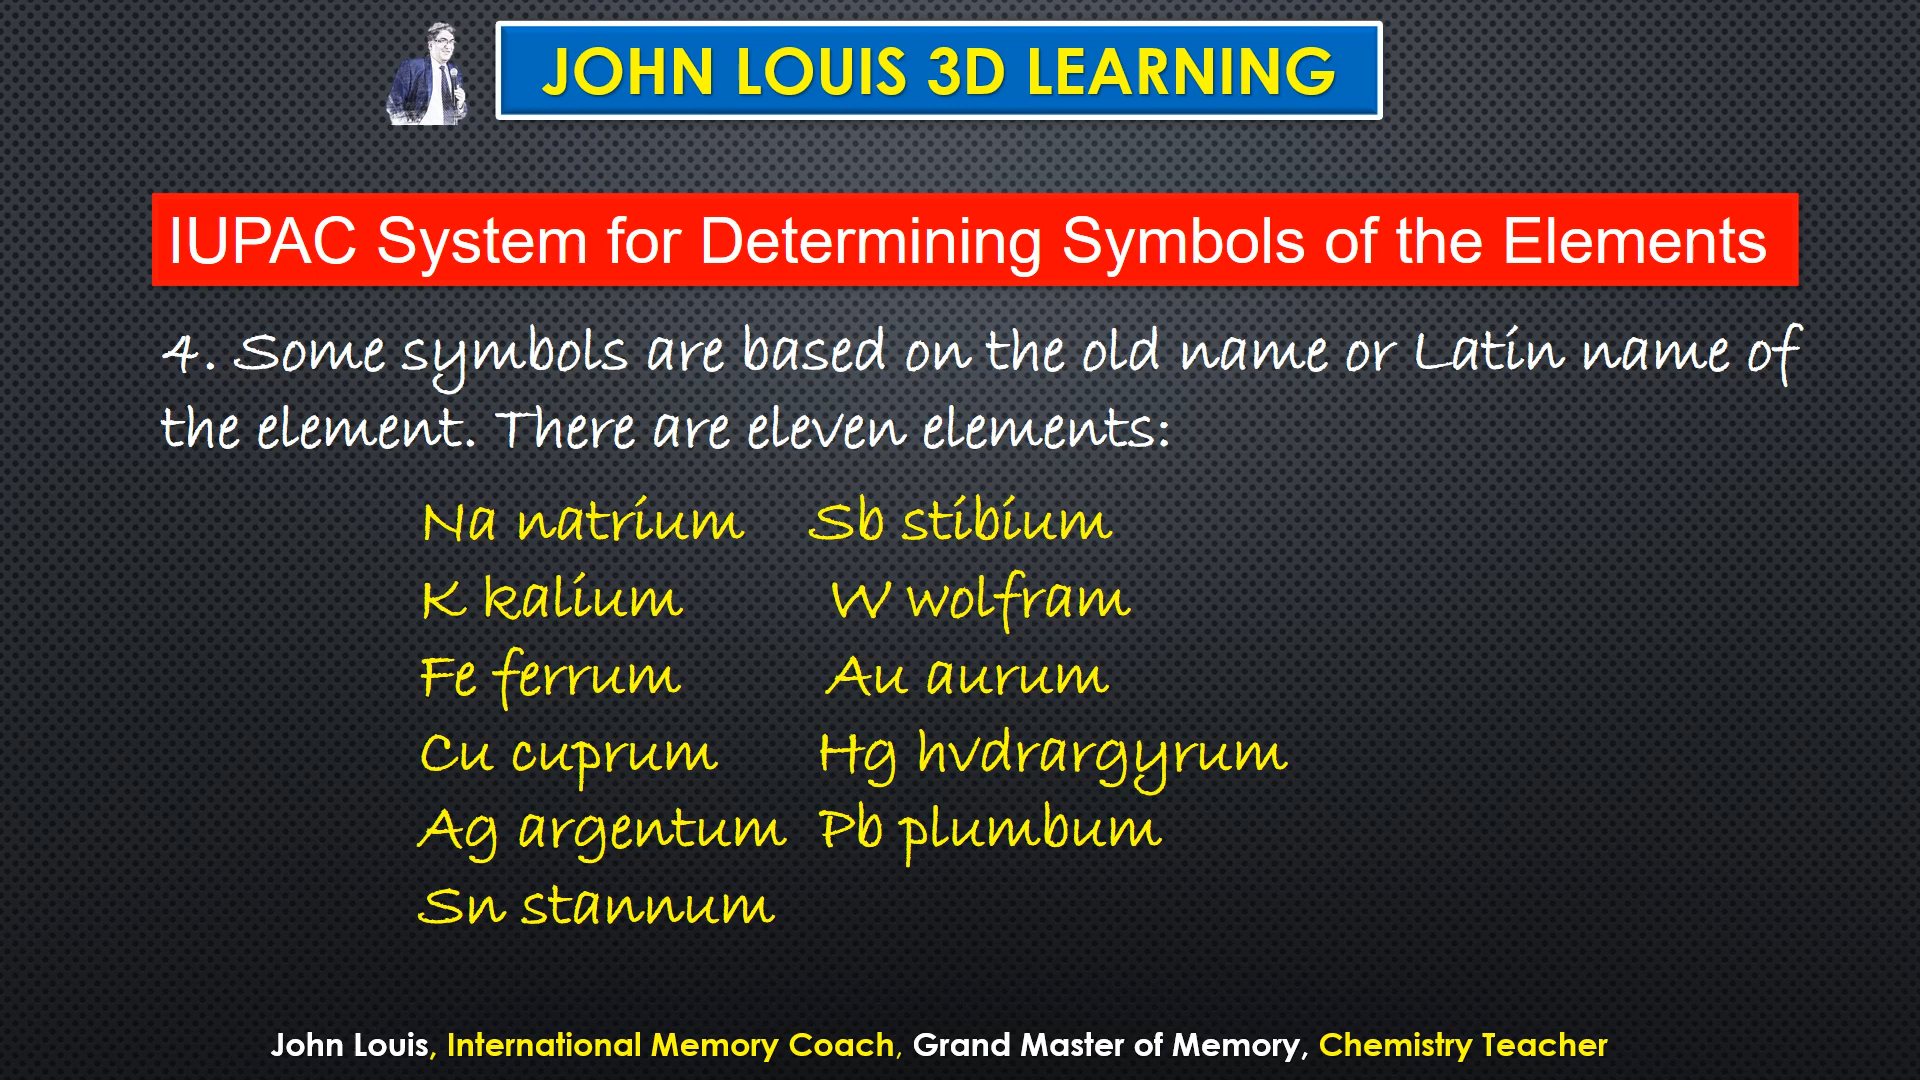 JOHN LOUIS 3D LEARNING
IUPAC System for Determining Symbols of the Elements
4. Some symbols are based on the old name or Latin name of
the element. There are eleven elements:
Na natrium Sb stibium
K kalium W wolfram
Fe ferrum Au aurum
Cu cuprum Hg hvdrargyrum
Ag argentum Pb plumbum
Sn stannum
John Louis, International Memory Coach, Grand Master of Memory, Chemistry Teacher